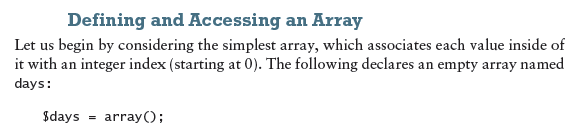 Defining and Accessing an Array
Let us begin by considering the simplest array, which associates each value inside of
it with an integer index (starting at 0). The following declares an empty array named
days:
$days = array();